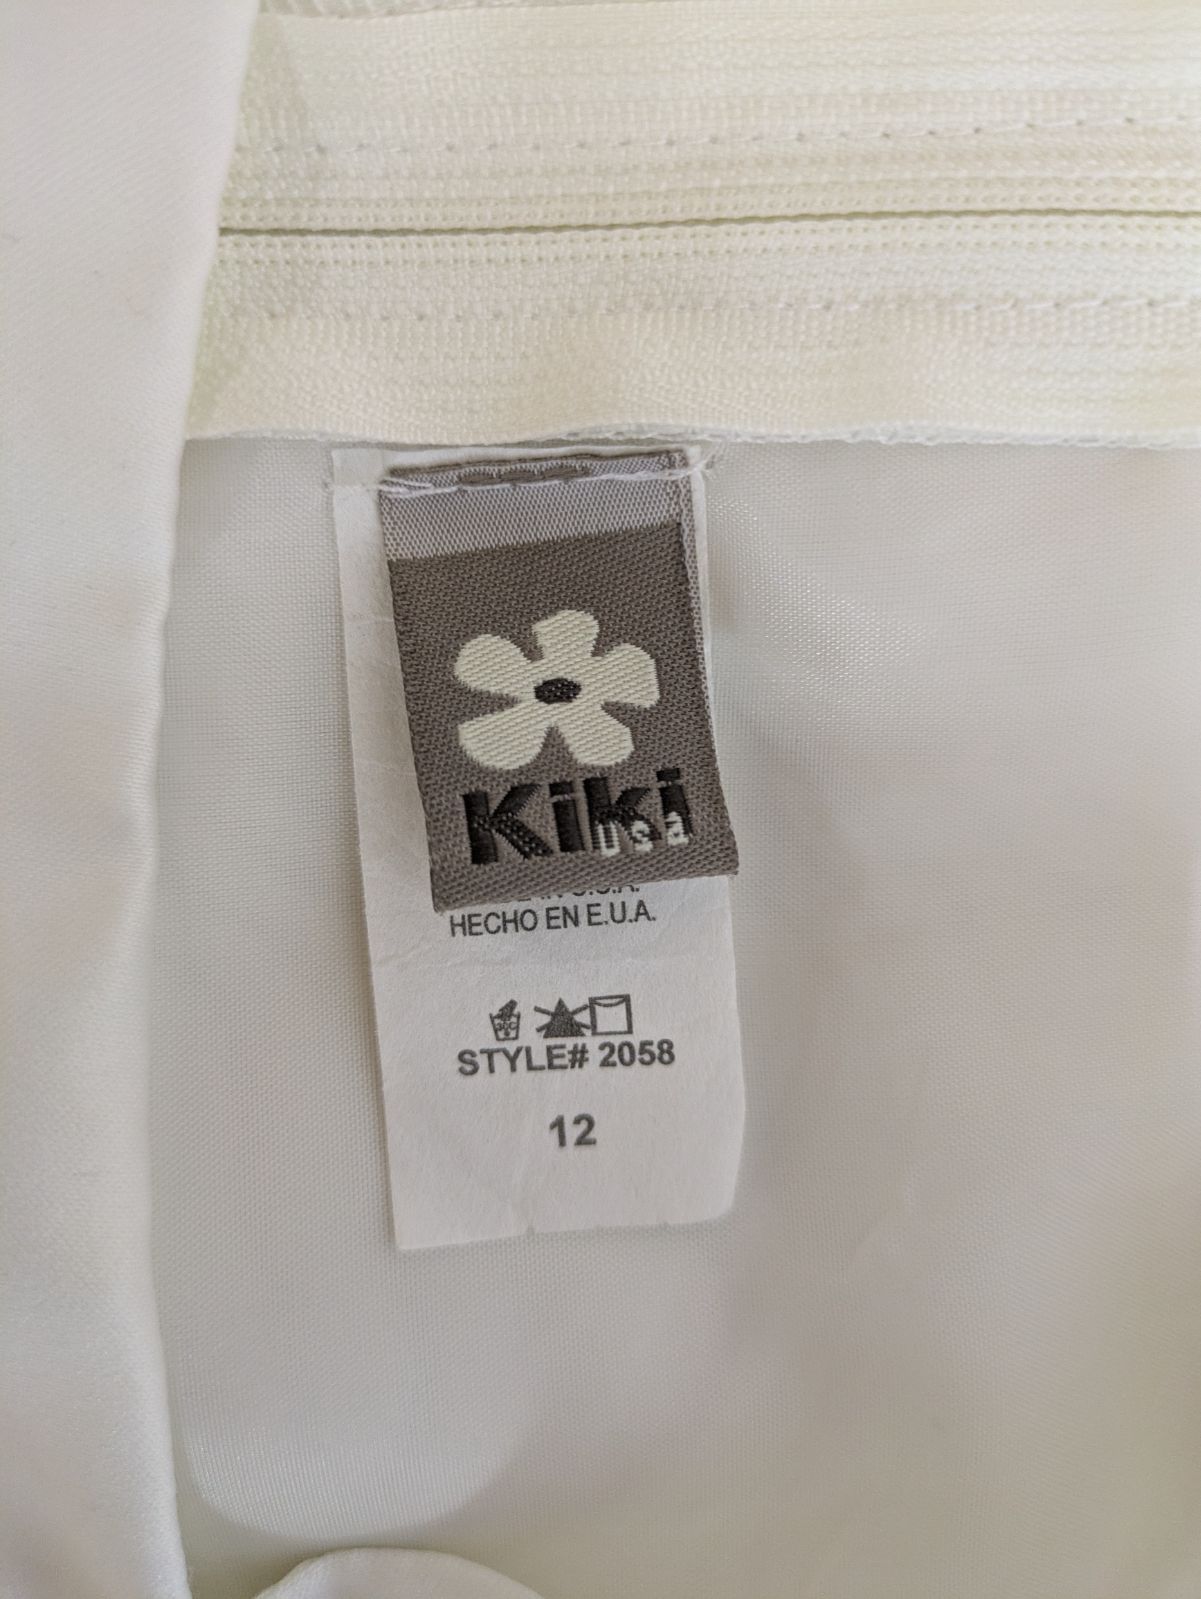 Kiki
usa
HECHO EN E.U.A.
STYLE# 2058
12